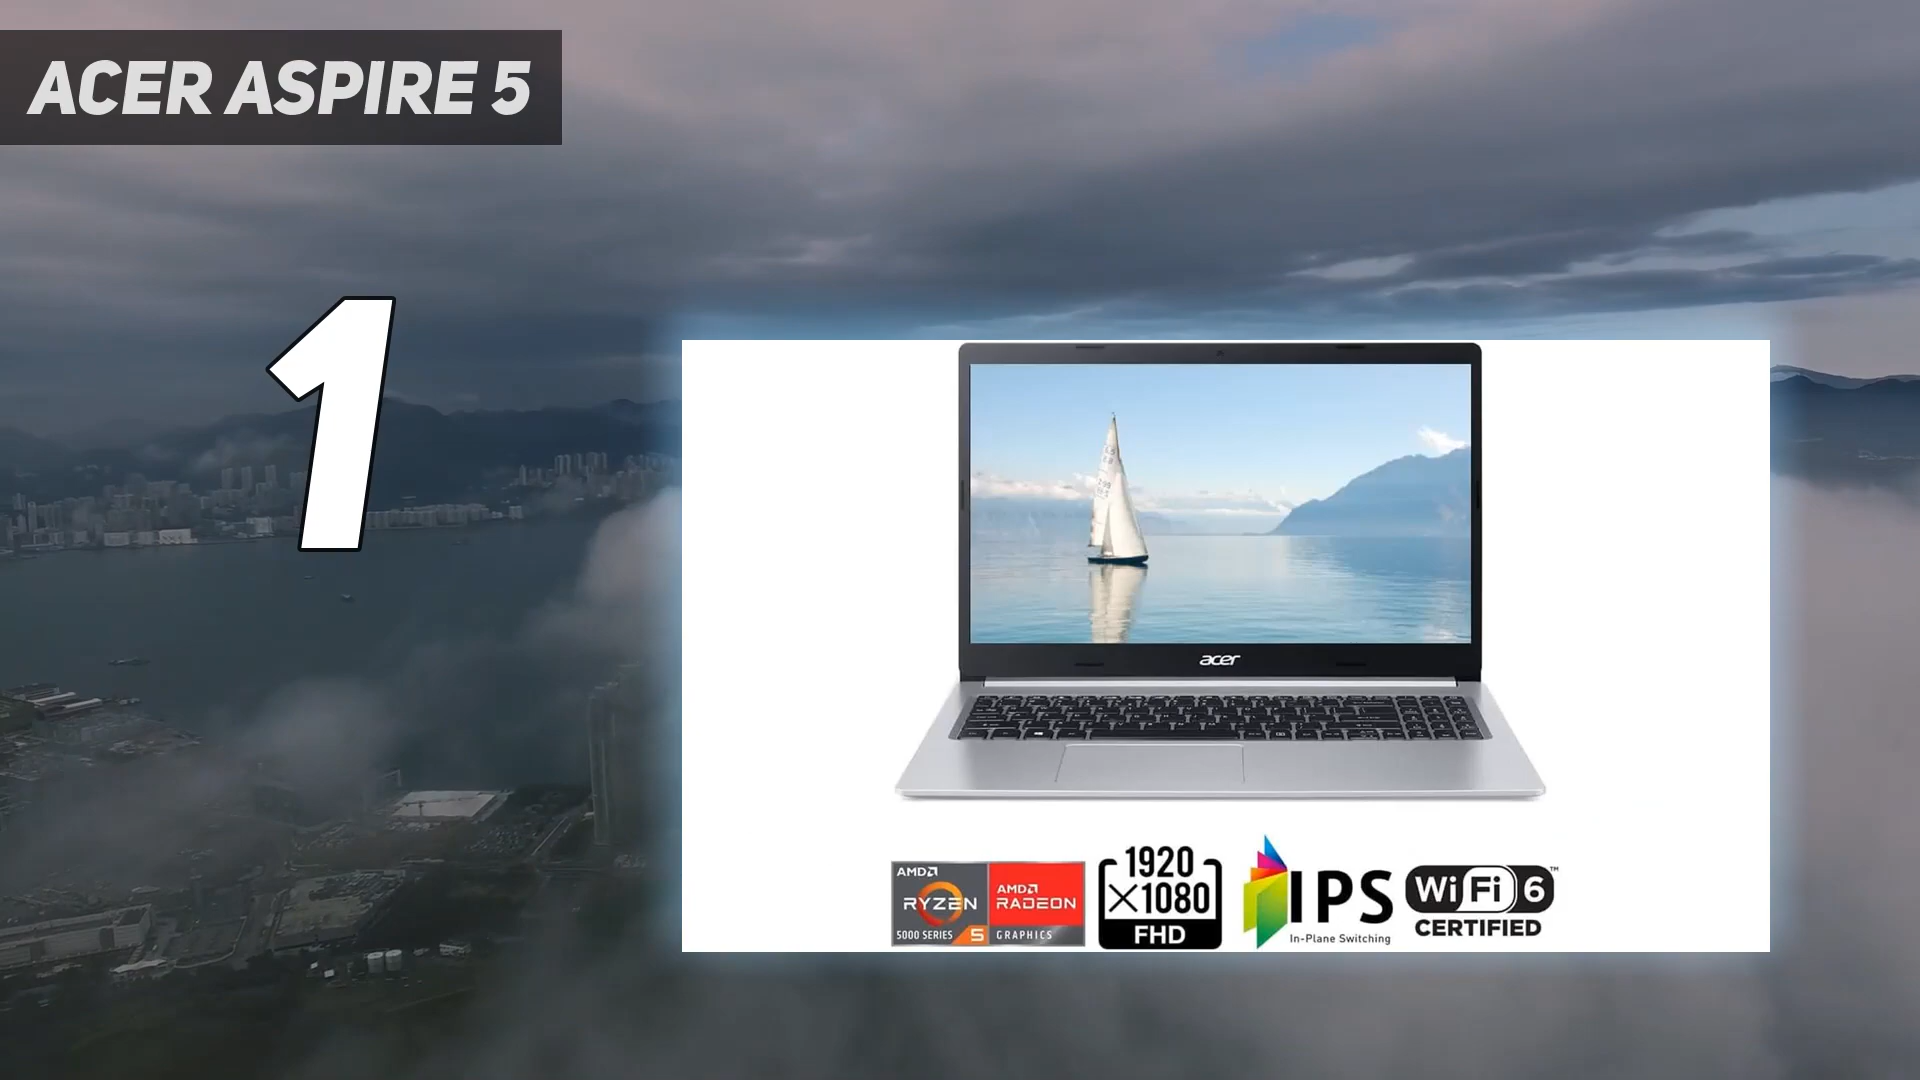 ACER ASPIRE 5
1
acer
AMD
RYZEN
5000 SERIES 5
AMD
RADEON
GRAPHICS
1920
×1080
FHD
IPS
In-Plane Switching
WiFi 6™
CERTIFIED